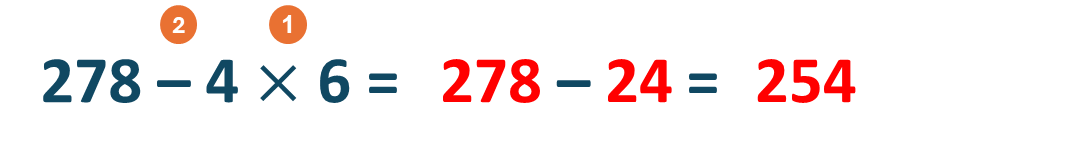 2 1
278 – 4 × 6 = 278 – 24 = 254